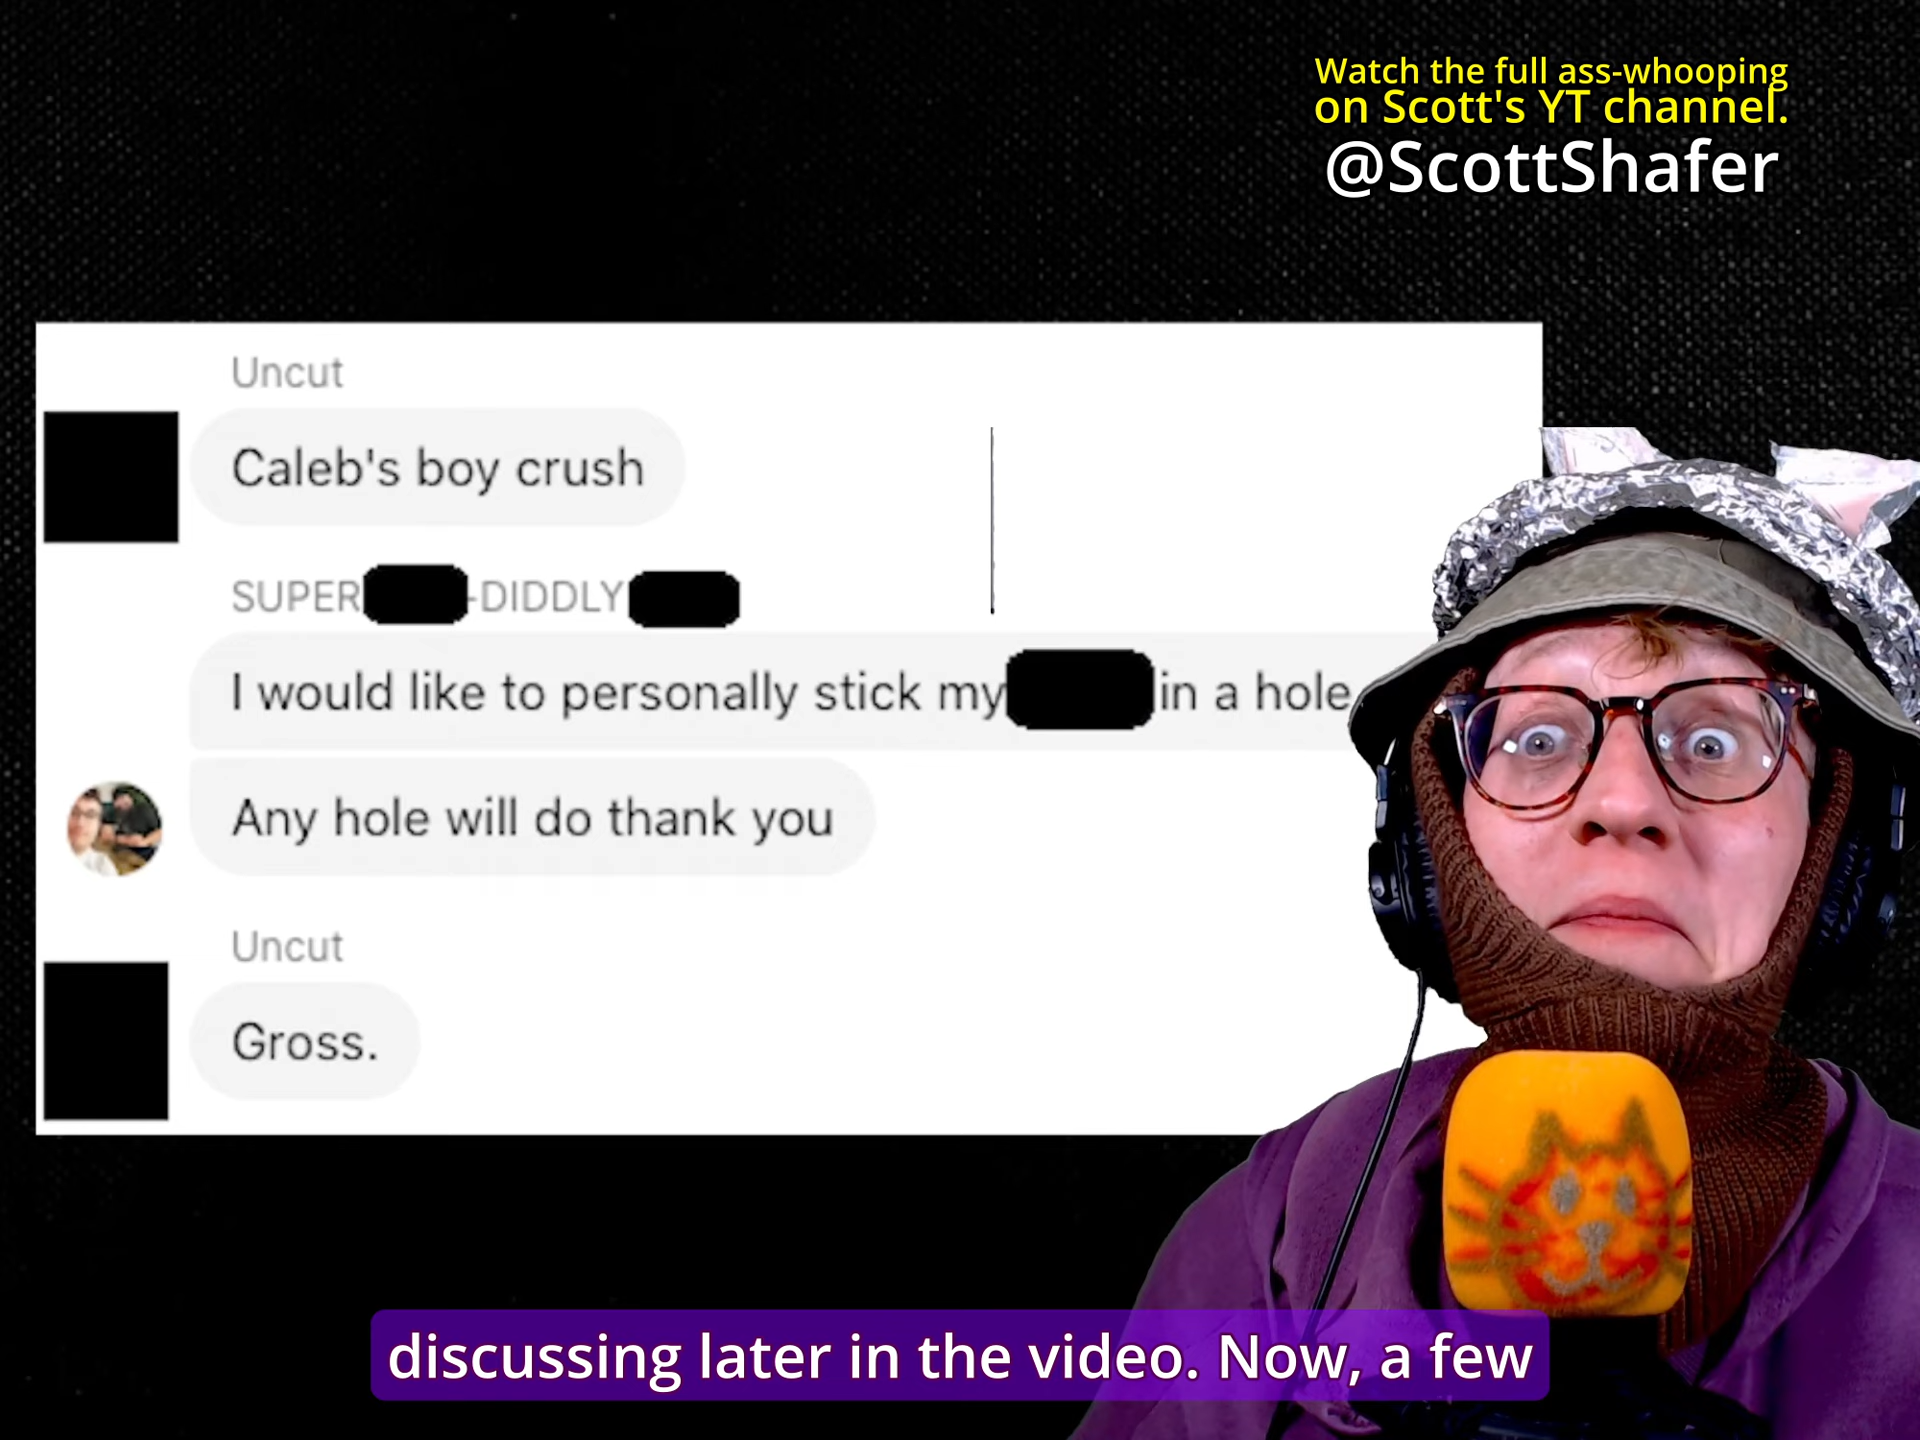 Watch the full ass-whooping
on Scott's YT channel.
@ScottShafer
Uncut
Caleb's boy crush
SUPER -DIDDLY
I would like to personally stick my in a hole
Any hole will do thank you
Uncut
Gross.
discussing later in the video. Now, a few